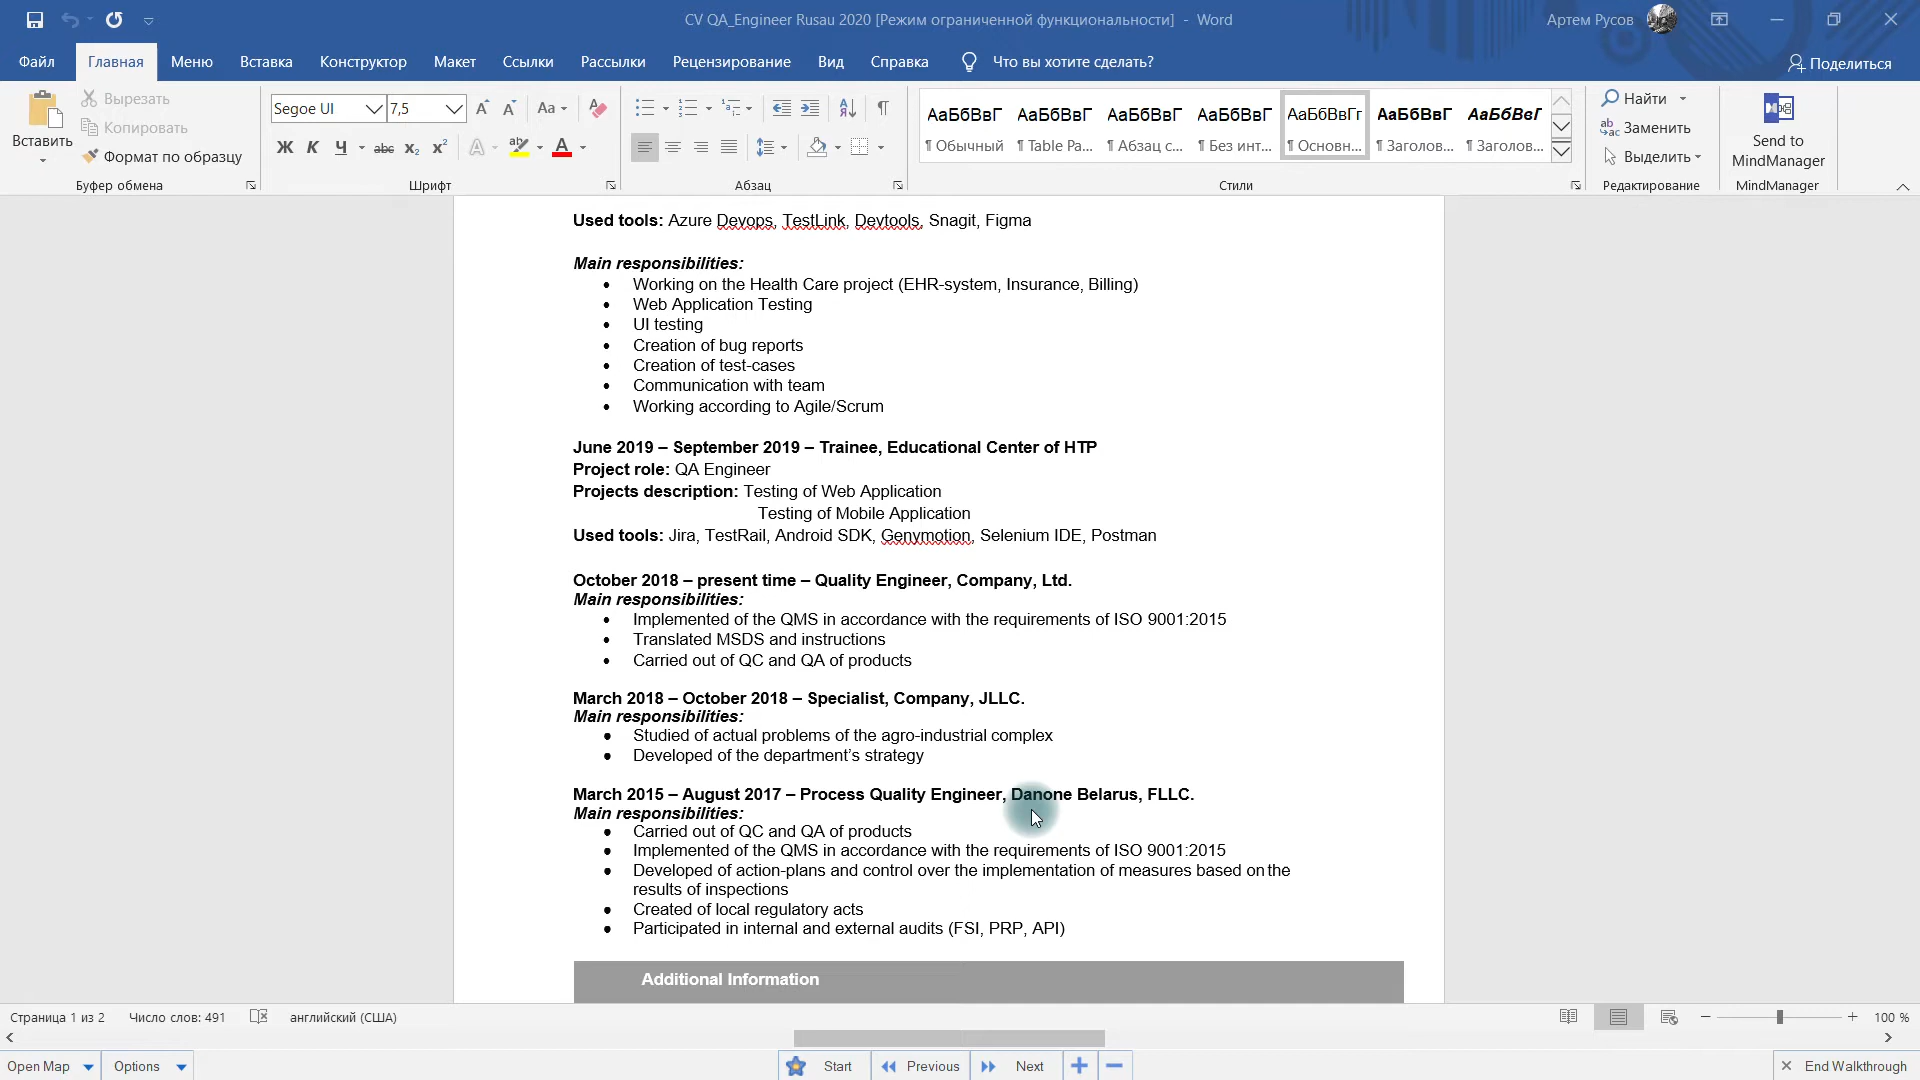 CV QA_Engineer Rusau 2020 [Режим ограниченной функциональности] - Word
Артем Русов
Файл Главная Меню Вставка Конструктор Макет Ссылки Рассылки Рецензирование Вид Справка Что вы хотите сделать? Поделиться
Вставить
Вырезать
Копировать
Формат по образцу
Буфер обмена
Segoe UI 7,5 Aa
Ж К Ч abc x₂ x² A ab A
Шрифт
Абзац
АаБбВвГ АаБбВвГ АаБбВвГ АаБбВвГ АаБбВвГг АаБбВвГ АаБбВвГ
¶ Обычный ¶ Table Pa... ¶ Абзац с... ¶ Без инт... ¶ Основн... ¶ Заголов... ¶ Заголов...
Стили
Найти
Заменить
Выделить
Редактирование
Send to
MindManager
MindManager
Used tools: Azure Devops, TestLink, Devtools, Snagit, Figma
Main responsibilities:
• Working on the Health Care project (EHR-system, Insurance, Billing)
• Web Application Testing
• UI testing
• Creation of bug reports
• Creation of test-cases
• Communication with team
• Working according to Agile/Scrum
June 2019 – September 2019 – Trainee, Educational Center of HTP
Project role: QA Engineer
Projects description: Testing of Web Application
Testing of Mobile Application
Used tools: Jira, TestRail, Android SDK, Genymotion, Selenium IDE, Postman
October 2018 – present time – Quality Engineer, Company, Ltd.
Main responsibilities:
• Implemented of the QMS in accordance with the requirements of ISO 9001:2015
• Translated MSDS and instructions
• Carried out of QC and QA of products
March 2018 – October 2018 – Specialist, Company, JLLC.
Main responsibilities:
• Studied of actual problems of the agro-industrial complex
• Developed of the department’s strategy
March 2015 – August 2017 – Process Quality Engineer, Danone Belarus, FLLC.
Main responsibilities:
• Carried out of QC and QA of products
• Implemented of the QMS in accordance with the requirements of ISO 9001:2015
• Developed of action-plans and control over the implementation of measures based on the
results of inspections
• Created of local regulatory acts
• Participated in internal and external audits (FSI, PRP, API)
Additional Information
Страница 1 из 2 Число слов: 491 английский (США) 100 %
Open Map Options Start Previous Next End Walkthrough